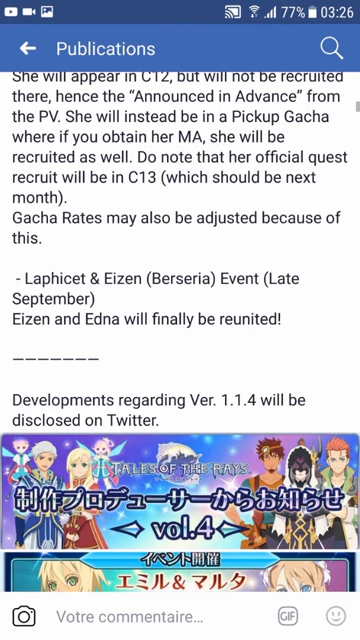 77% 03:26
Publications
She will appear in C12, but will not be recruited
there, hence the “Announced in Advance” from
the PV. She will instead be in a Pickup Gacha
where if you obtain her MA, she will be
recruited as well. Do note that her official quest
recruit will be in C13 (which should be next
month).
Gacha Rates may also be adjusted because of
this.
- Laphicet & Eizen (Berseria) Event (Late
September)
Eizen and Edna will finally be reunited!
———————
Developments regarding Ver. 1.1.4 will be
disclosed on Twitter.
TALES OF THE RAYS
制作プロデューサーからお知らせ
vol.4
イベント開催
エミル&マルタ
Votre commentaire...
GIF